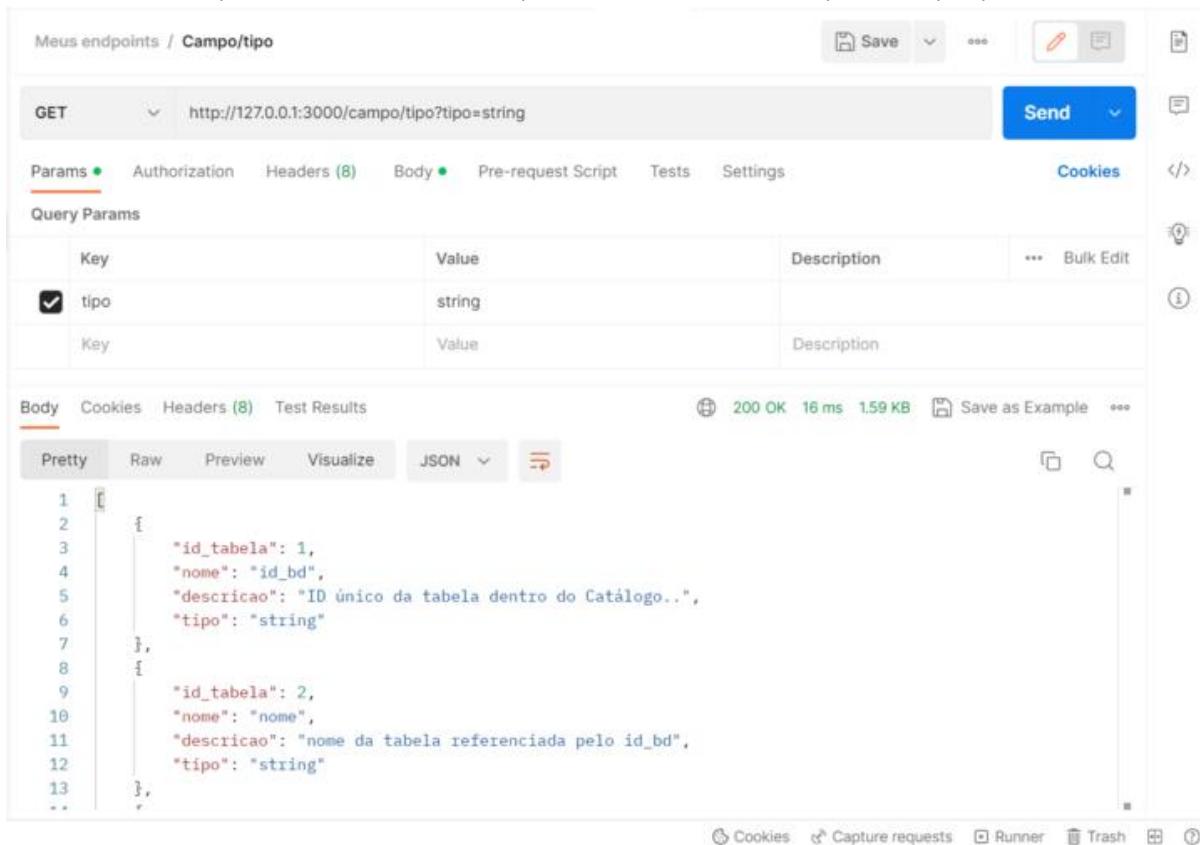 Meus endpoints / Campo/tipo Save
GET http://127.0.0.1:3000/campo/tipo?tipo=string Send
Params Authorization Headers (8) Body Pre-request Script Tests Settings Cookies
Query Params
Key Value Description ••• Bulk Edit
tipo string
Key Value Description
Body Cookies Headers (8) Test Results 200 OK 16 ms 1.59 KB Save as Example
Pretty Raw Preview Visualize JSON
1 [
2 {
3 "id_tabela": 1,
4 "nome": "id_bd",
5 "descricao": "ID único da tabela dentro do Catálogo..",
6 "tipo": "string"
7 },
8 {
9 "id_tabela": 2,
10 "nome": "nome",
11 "descricao": "nome da tabela referenciada pelo id_bd",
12 "tipo": "string"
13 },
Cookies Capture requests Runner Trash